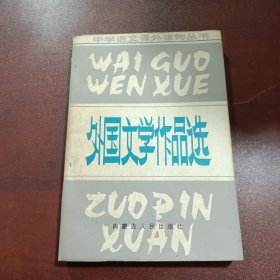 中学语文课外读物丛书
WAI GUO
WEN XUE
外国文学作品选
ZUO PIN
内蒙古人民出版社
XUAN